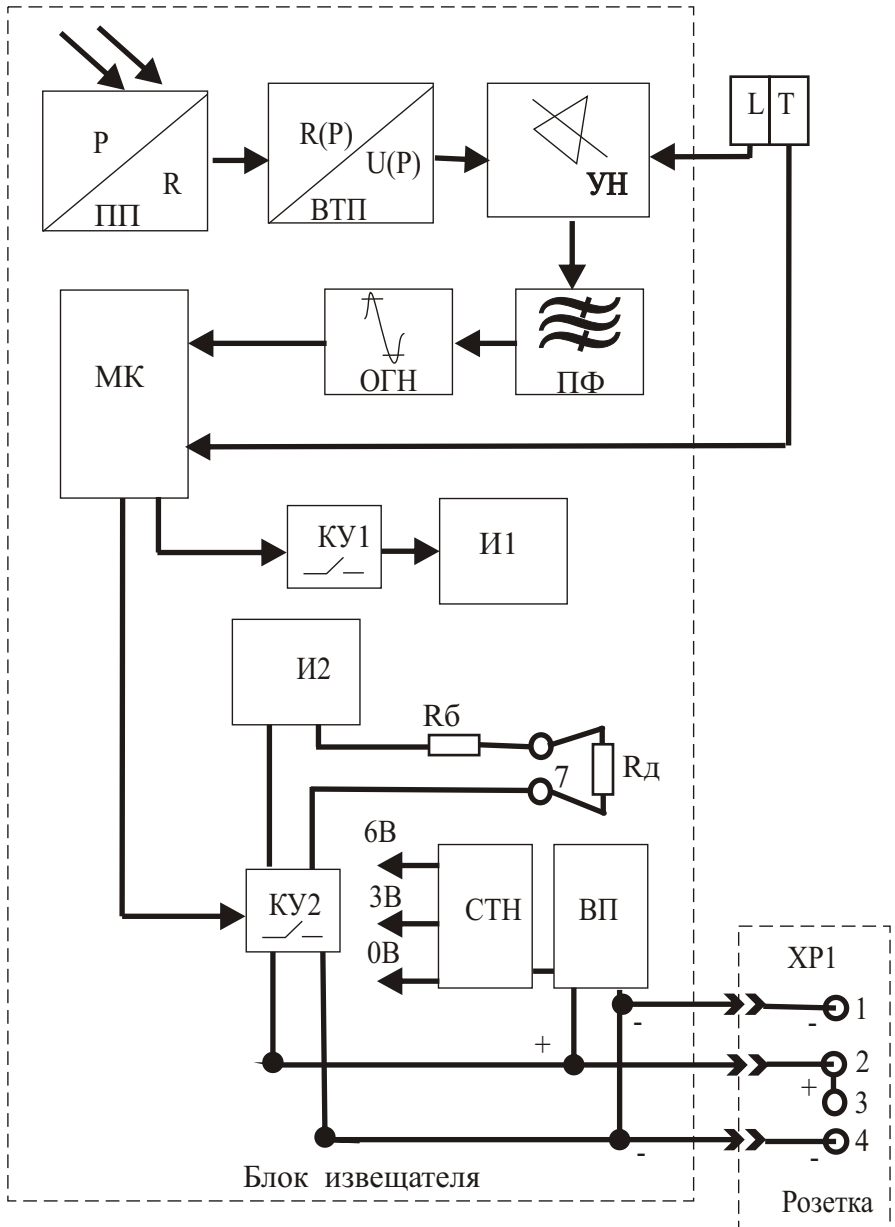 P
R
ПП
R(P)
U(P)
ВТП
УН
L T
МК
ОГН
ПФ
КУ1
И1
И2
Rб
7
Rд
6В
3В
0В
КУ2
СТН
ВП
XP1
-
-
1
+
2
+
3
-
-
4
Блок извещателя
Розетка